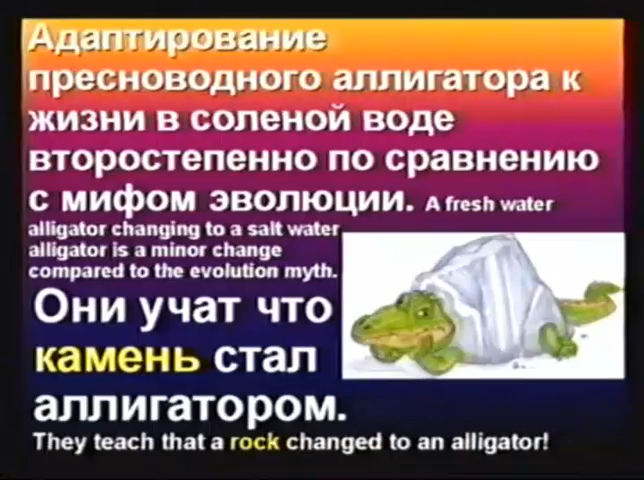 Адаптирование
пресноводного аллигатора к
жизни в соленой воде
второстепенно по сравнению
с мифом эволюции. A fresh water
alligator changing to a salt water
alligator is a minor change
compared to the evolution myth.
Они учат что
камень стал
аллигатором.
They teach that a rock changed to an alligator!